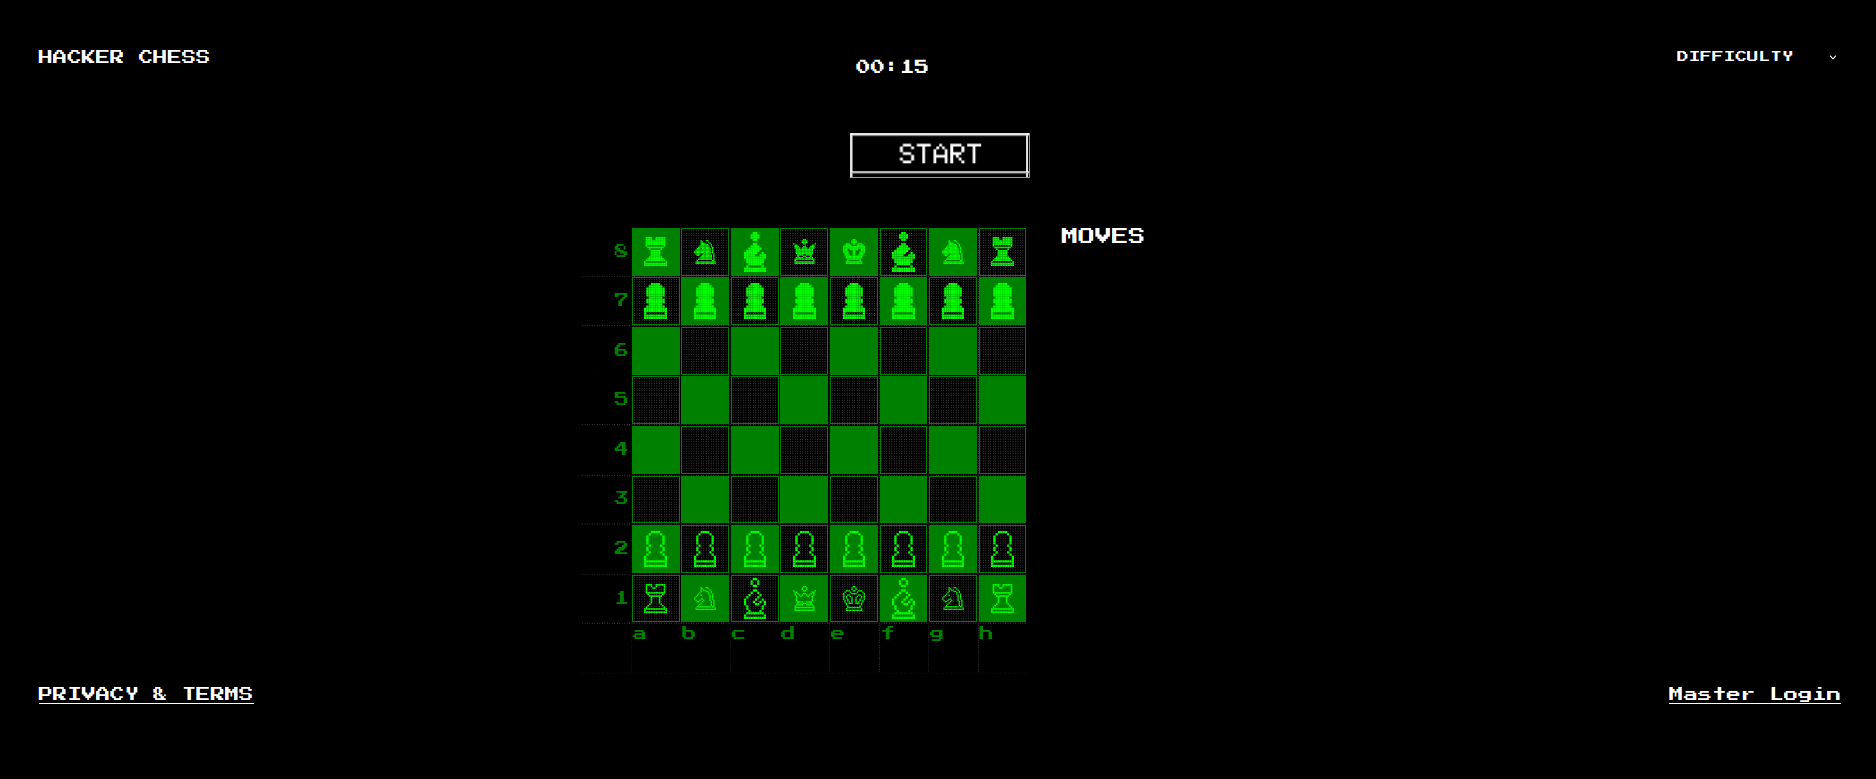 HACKER CHESS
00:15
DIFFICULTY
START
MOVES
8
7
6
5
4
3
2
1
a b c d e f g h
PRIVACY & TERMS
Master Login